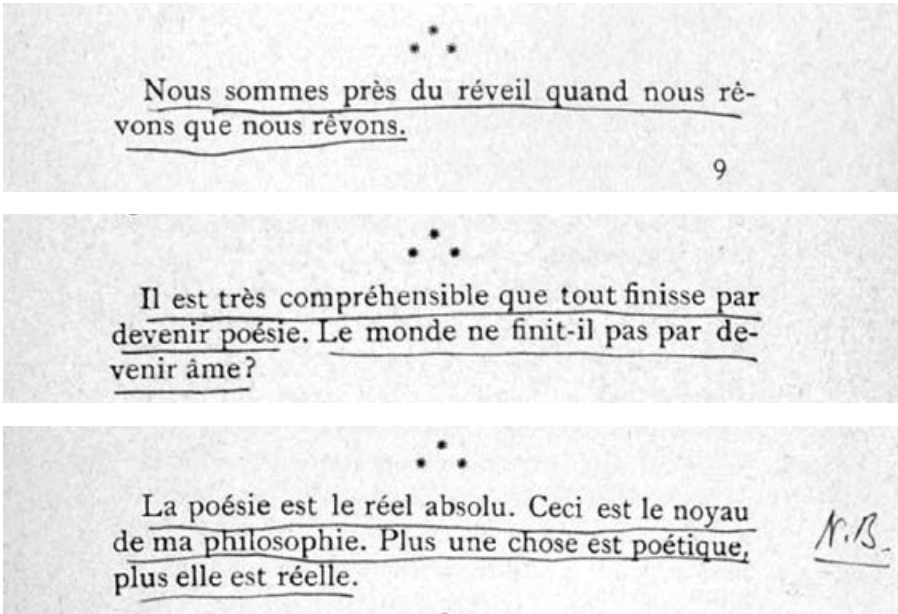 Nous sommes près du réveil quand nous rê-
vons que nous rêvons.
9
Il est très compréhensible que tout finisse par
devenir poésie. Le monde ne finit-il pas par de-
venir âme?
La poésie est le réel absolu. Ceci est le noyau
de ma philosophie. Plus une chose est poétique,
plus elle est réelle.
N.B.